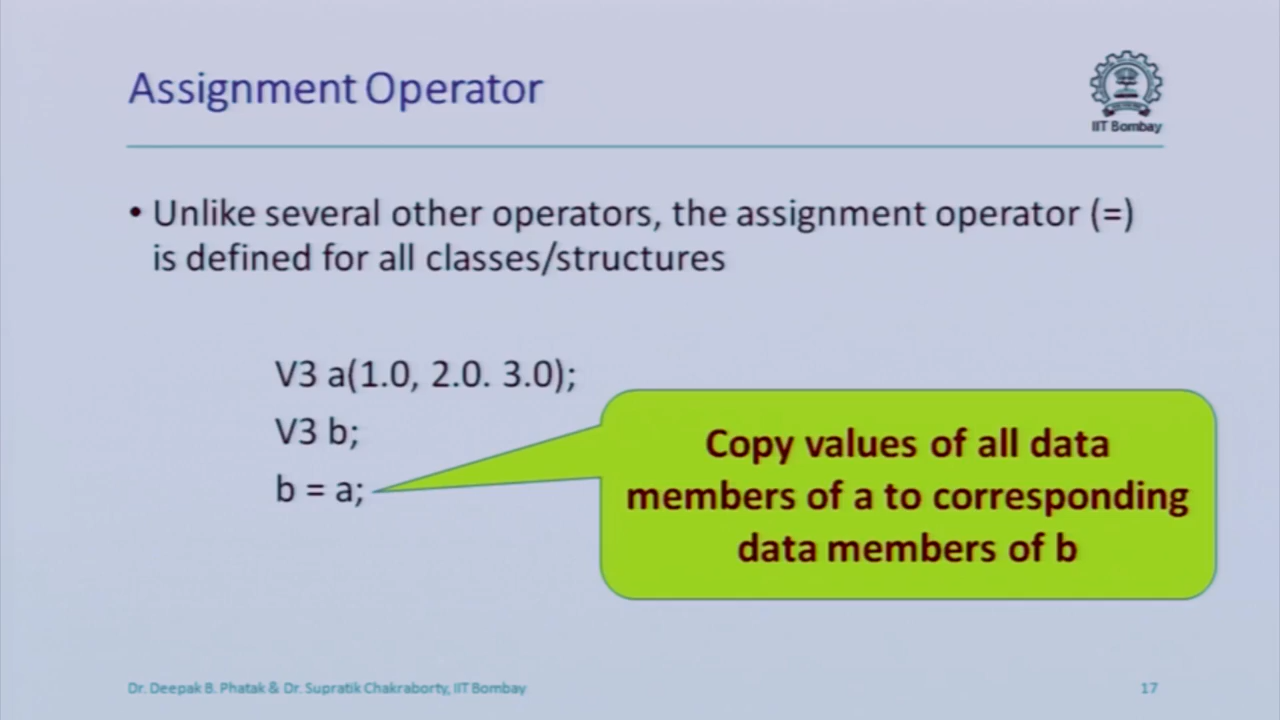 Assignment Operator
IIT Bombay
• Unlike several other operators, the assignment operator (=)
is defined for all classes/structures
V3 a(1.0, 2.0. 3.0);
V3 b;
b = a;
Copy values of all data
members of a to corresponding
data members of b
Dr. Deepak B. Phatak & Dr. Supratik Chakraborty, IIT Bombay
17